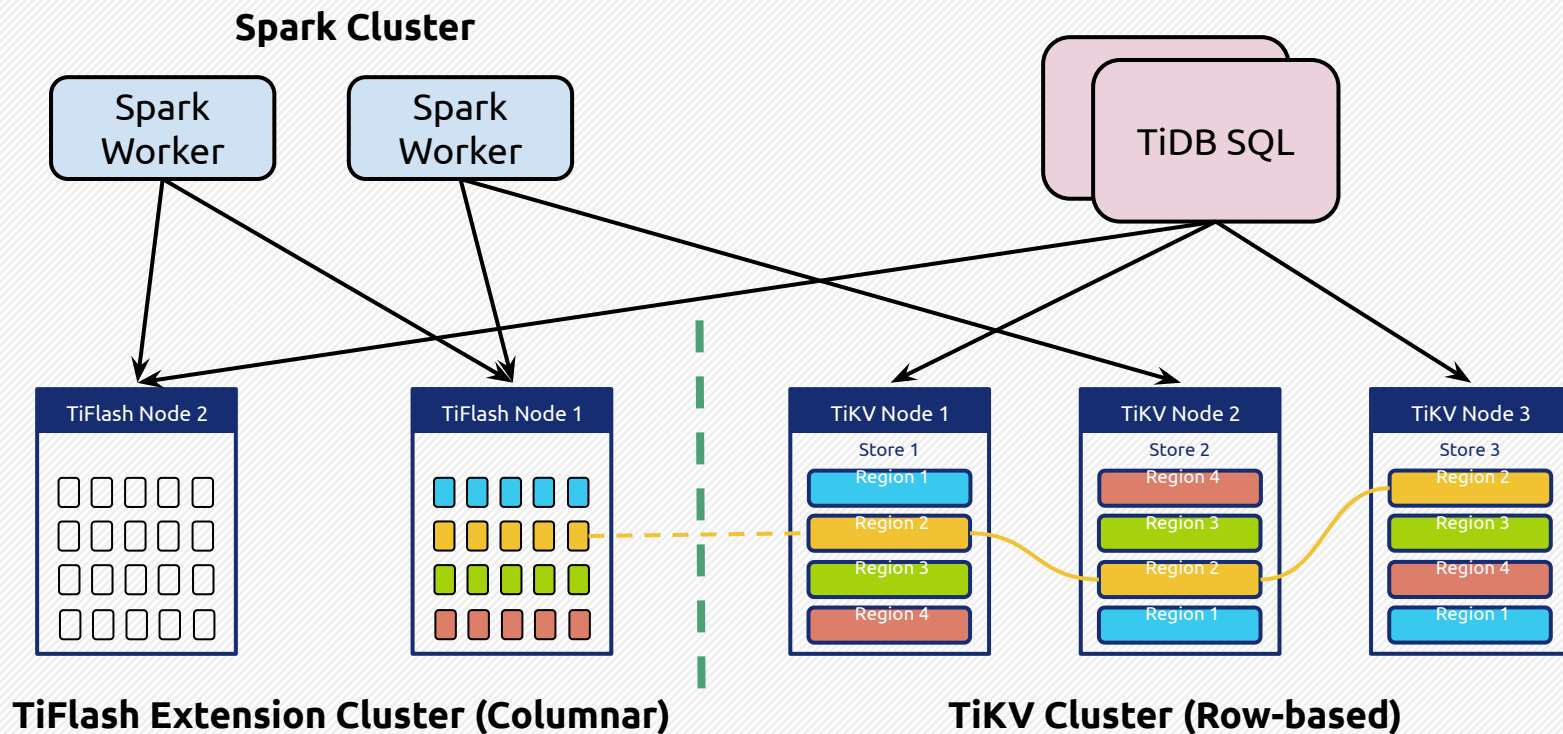 Spark Cluster
Spark
Worker
Spark
Worker
TiDB SQL
TiFlash Node 2
TiFlash Node 1
TiKV Node 1
Store 1
Region 1
Region 2
Region 3
Region 4
TiKV Node 2
Store 2
Region 4
Region 3
Region 2
Region 1
TiKV Node 3
Store 3
Region 2
Region 3
Region 4
Region 1
TiFlash Extension Cluster (Columnar)
TiKV Cluster (Row-based)